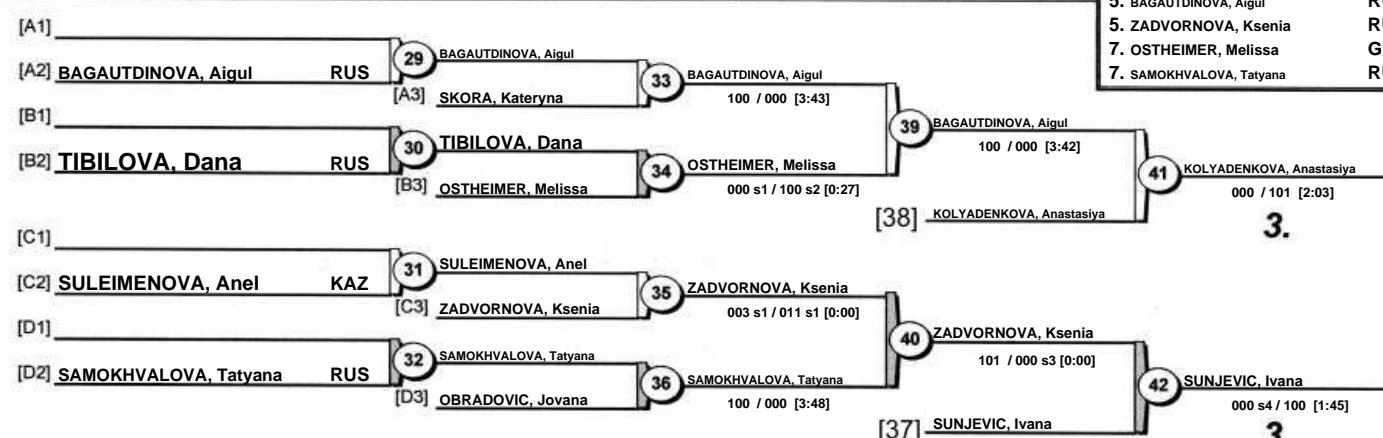 5. BAGAUTDINOVA, Aigul
5. ZADVORNOVA, Ksenia
7. OSTHEIMER, Melissa
7. SAMOKHVALOVA, Tatyana
[A1]
[A2] BAGAUTDINOVA, Aigul RUS
29
BAGAUTDINOVA, Aigul
[A3] SKORA, Kateryna
33
BAGAUTDINOVA, Aigul
100 / 000 [3:43]
[B1]
[B2] TIBILOVA, Dana RUS
30
TIBILOVA, Dana
[B3] OSTHEIMER, Melissa
34
OSTHEIMER, Melissa
000 s1 / 100 s2 [0:27]
39
BAGAUTDINOVA, Aigul
100 / 000 [3:42]
[38] KOLYADENKOVA, Anastasiya
41
KOLYADENKOVA, Anastasiya
000 / 101 [2:03]
3.
[C1]
[C2] SULEIMENOVA, Anel KAZ
31
SULEIMENOVA, Anel
[C3] ZADVORNOVA, Ksenia
35
ZADVORNOVA, Ksenia
003 s1 / 011 s1 [0:00]
[D1]
[D2] SAMOKHVALOVA, Tatyana RUS
32
SAMOKHVALOVA, Tatyana
[D3] OBRADOVIC, Jovana
36
SAMOKHVALOVA, Tatyana
100 / 000 [3:48]
40
ZADVORNOVA, Ksenia
101 / 000 s3 [0:00]
[37] SUNJEVIC, Ivana
42
SUNJEVIC, Ivana
000 s4 / 100 [1:45]
3